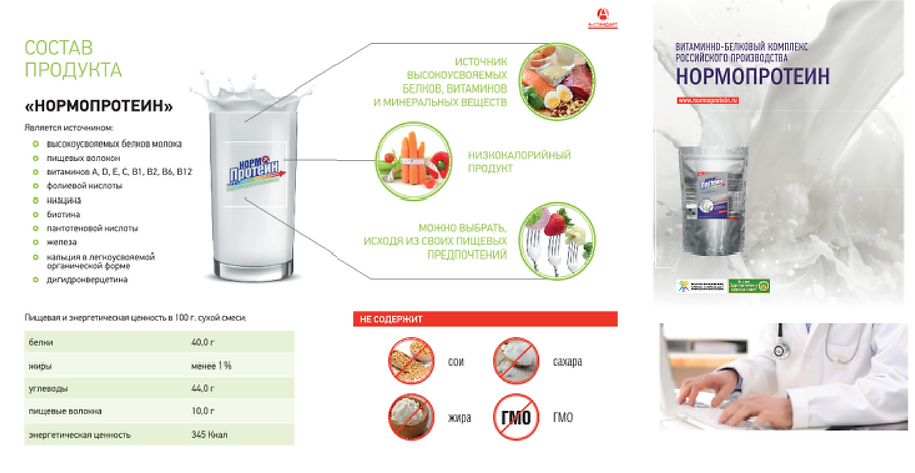 А-СТАНДАРТ
СОСТАВ
ПРОДУКТА
«НОРМОПРОТЕИН»
Является источником:
высокоусвояемых белков молока
пищевых волокон
витаминов А, D, E, C, B1, B2, B6, B12
фолиевой кислоты
ниацина
биотина
пантотеновой кислоты
железа
кальция в легкоусвояемой
органической форме
дигидрокверцетина
НОРМ
Протеин
ИСТОЧНИК
ВЫСОКОУСВОЯЕМЫХ
БЕЛКОВ, ВИТАМИНОВ
И МИНЕРАЛЬНЫХ ВЕЩЕСТВ
НИЗКОКАЛОРИЙНЫЙ
ПРОДУКТ
МОЖНО ВЫБРАТЬ,
ИСХОДЯ ИЗ СВОИХ ПИЩЕВЫХ
ПРЕДПОЧТЕНИЙ
Пищевая и энергетическая ценность в 100 г. сухой смеси:
белки 40,0 г
жиры менее 1%
углеводы 44,0 г
пищевые волокна 10,0 г
энергетическая ценность 345 Ккал
НЕ СОДЕРЖИТ
сои
сахара
жира
ГМО
ГМО
ВИТАМИННО-БЕЛКОВЫЙ КОМПЛЕКС
РОССИЙСКОГО ПРОИЗВОДСТВА
НОРМОПРОТЕИН
www.normoprotein.ru
НОРМ
Протеин